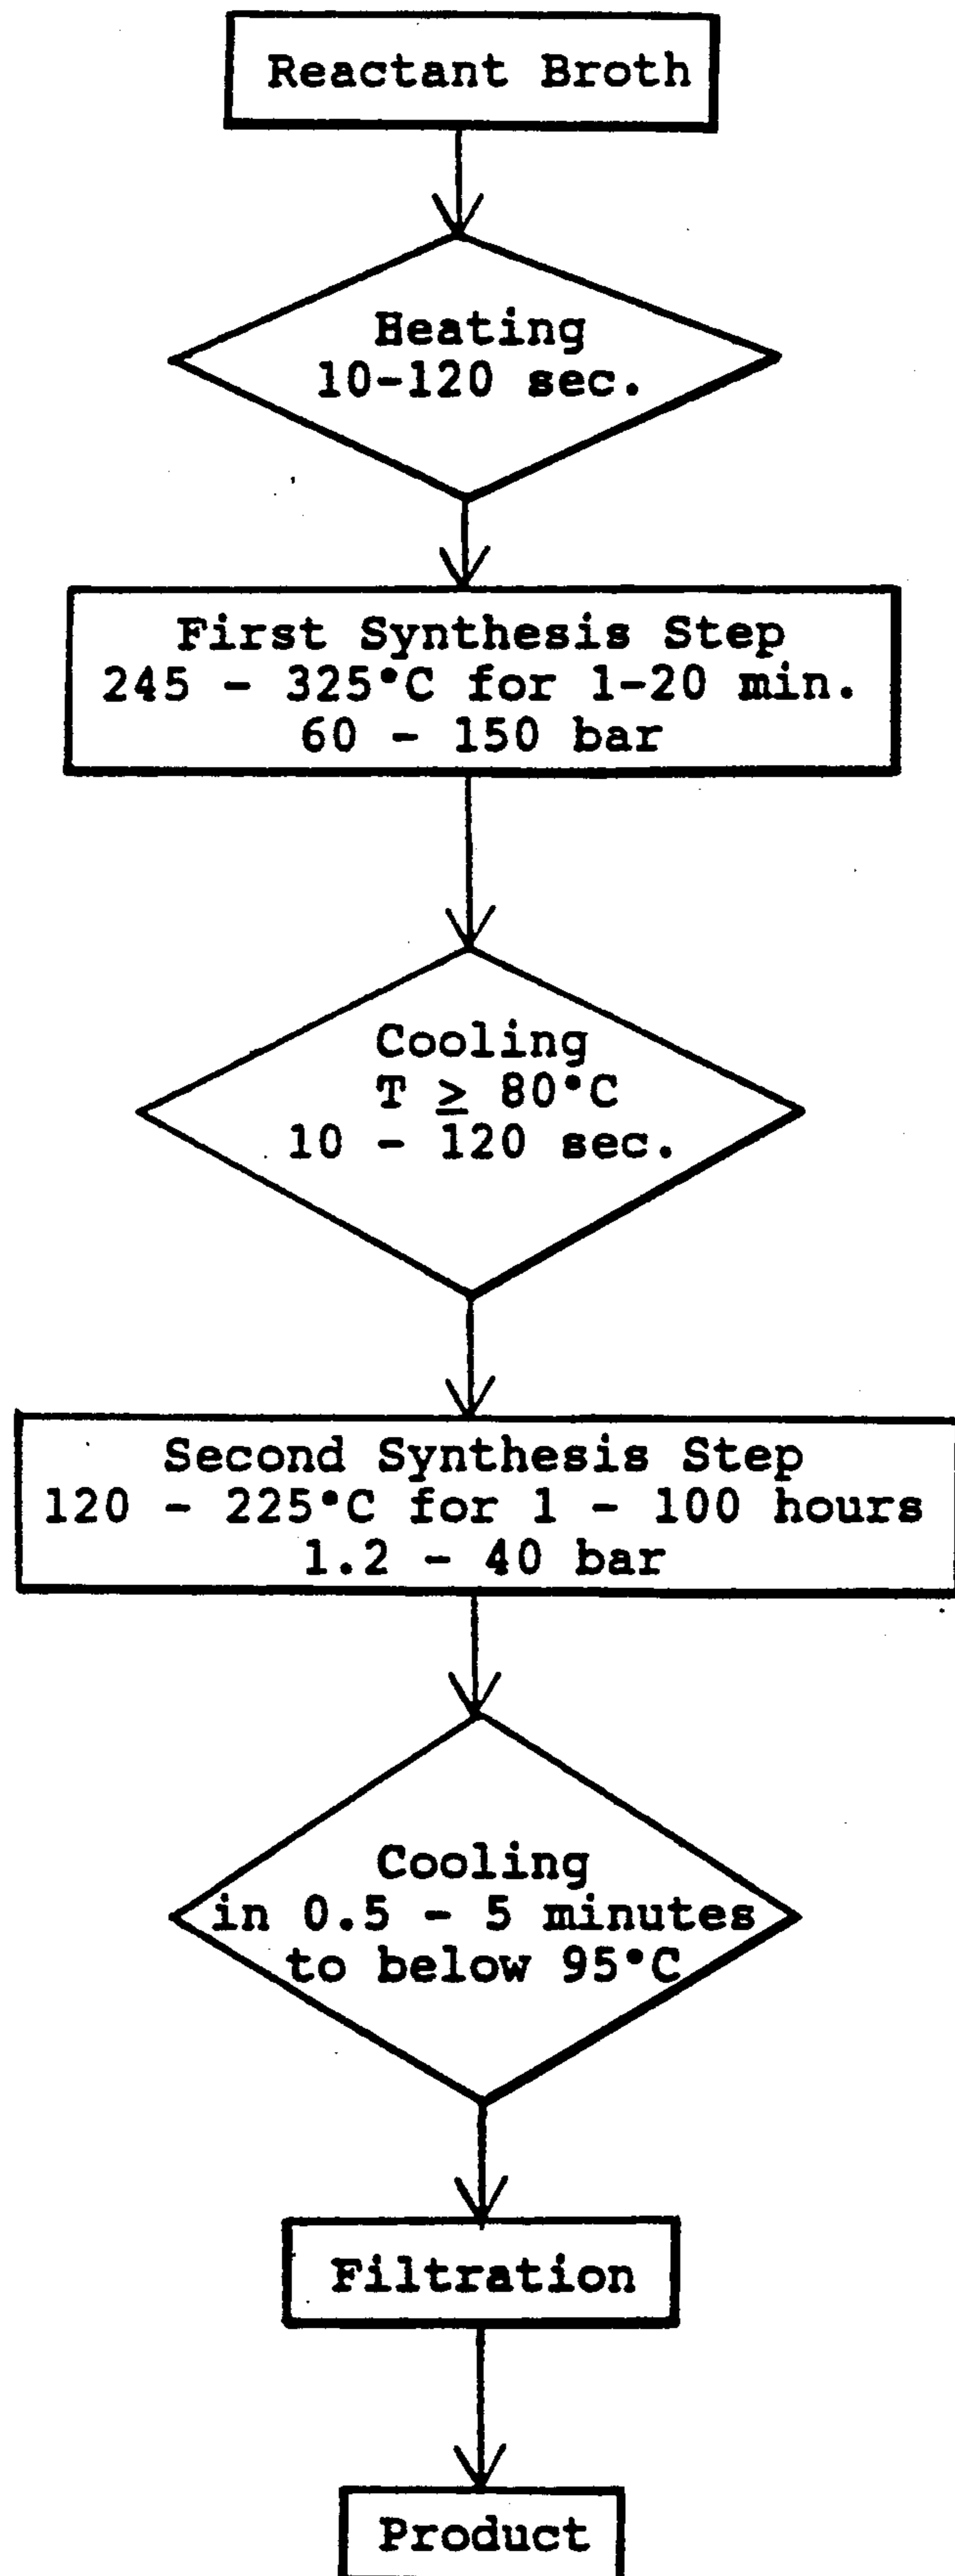 Reactant Broth
Heating
10-120 sec.
First Synthesis Step
245 - 325°C for 1-20 min.
60 - 150 bar
Cooling
T ≥ 80°C
10 - 120 sec.
Second Synthesis Step
120 - 225°C for 1 - 100 hours
1.2 - 40 bar
Cooling
in 0.5 - 5 minutes
to below 95°C
Filtration
Product